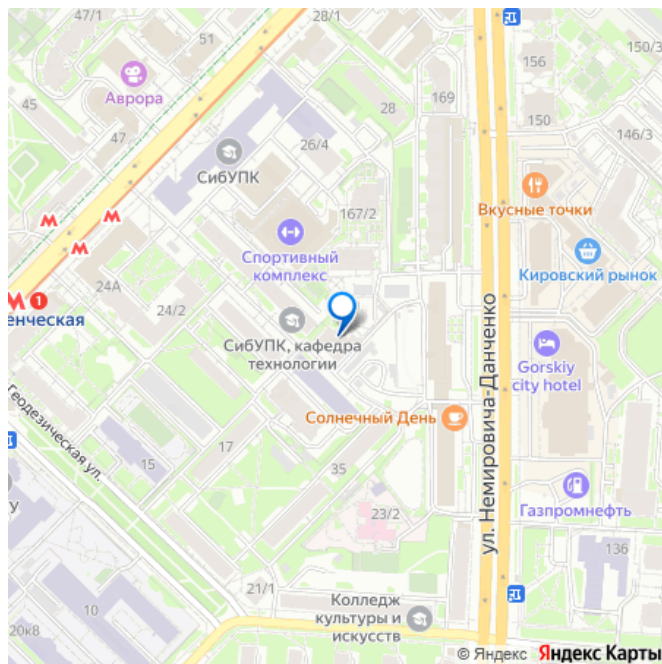 47/1
28/1
51
156
150/3
Аврора
45
169
28
150
47
26/4
146/3
СибУПК
Вкусные точки
167/2
Спортивный
комплекс
Кировский рынок
24А
24/2
1
енческая
СибУПК, кафедра
технологии
ул. Немировича-Данченко
Gorskiy
city hotel
Геодезическая ул.
Солнечный День
17
15
35
Газпромнефть
У
23/2
136
21/1
10
20к8
Колледж
культуры и
искусств
© Яндекс Яндекс Карты